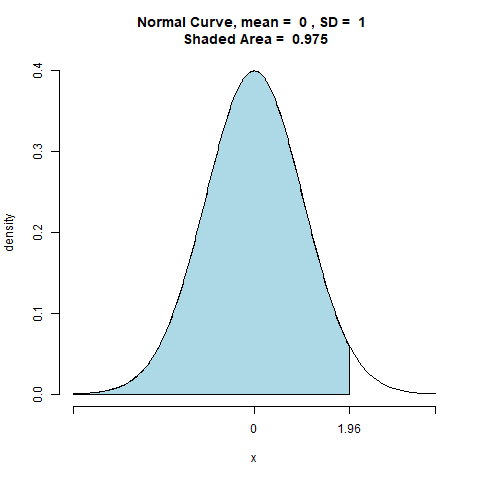 Normal Curve, mean =  0 , SD =  1
Shaded Area =  0.975
density
0.4
0.3
0.2
0.1
0.0
0
1.96
x